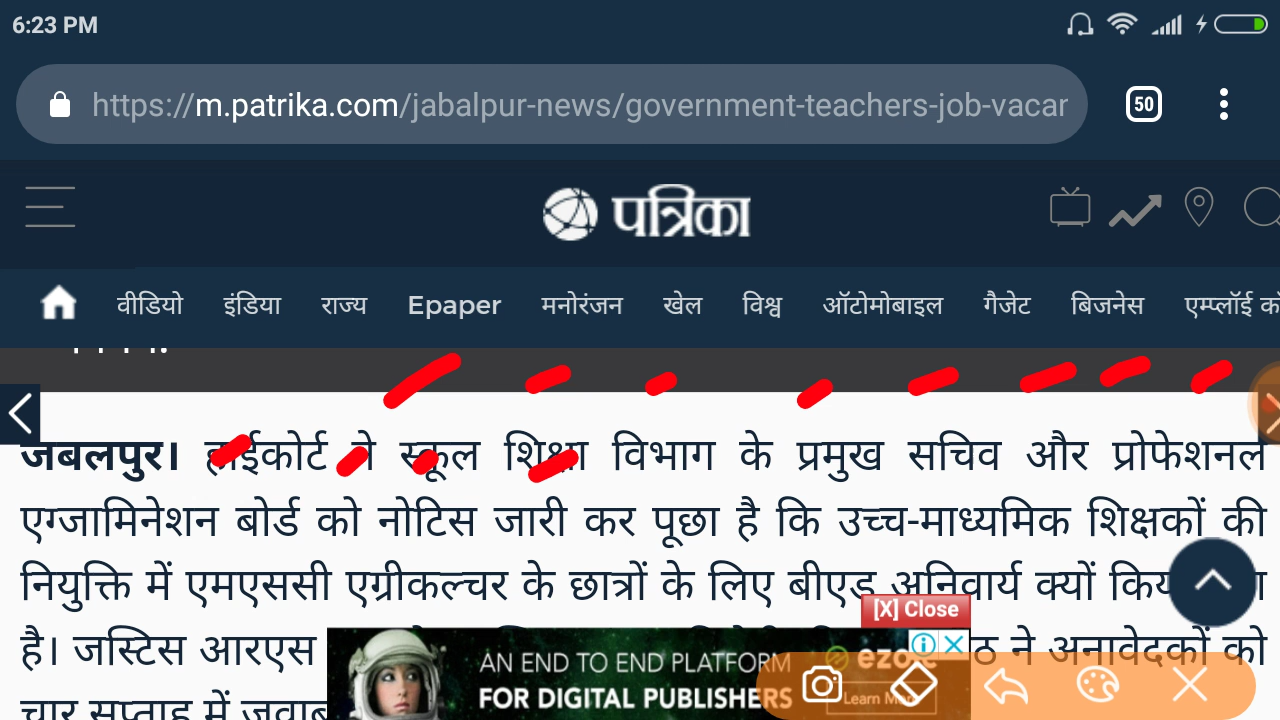 6:23 PM
https://m.patrika.com/jabalpur-news/government-teachers-job-vacar
50
पत्रिका
वीडियो इंडिया राज्य Epaper मनोरंजन खेल विश्व ऑटोमोबाइल गैजेट बिजनेस एम्प्लॉई
जबलपुर। हाईकोर्ट ने स्कूल शिक्षा विभाग के प्रमुख सचिव और प्रोफेशनल
एग्जामिनेशन बोर्ड को नोटिस जारी कर पूछा है कि उच्च-माध्यमिक शिक्षकों की
नियुक्ति में एमएससी एग्रीकल्चर के छात्रों के लिए बीएड अनिवार्य क्यों
[X] Close
है। जस्टिस आरएस ने अनावेदकों को
AN END TO END PLATFORM
FOR DIGITAL PUBLISHERS
Learn
चार सप्ताह में